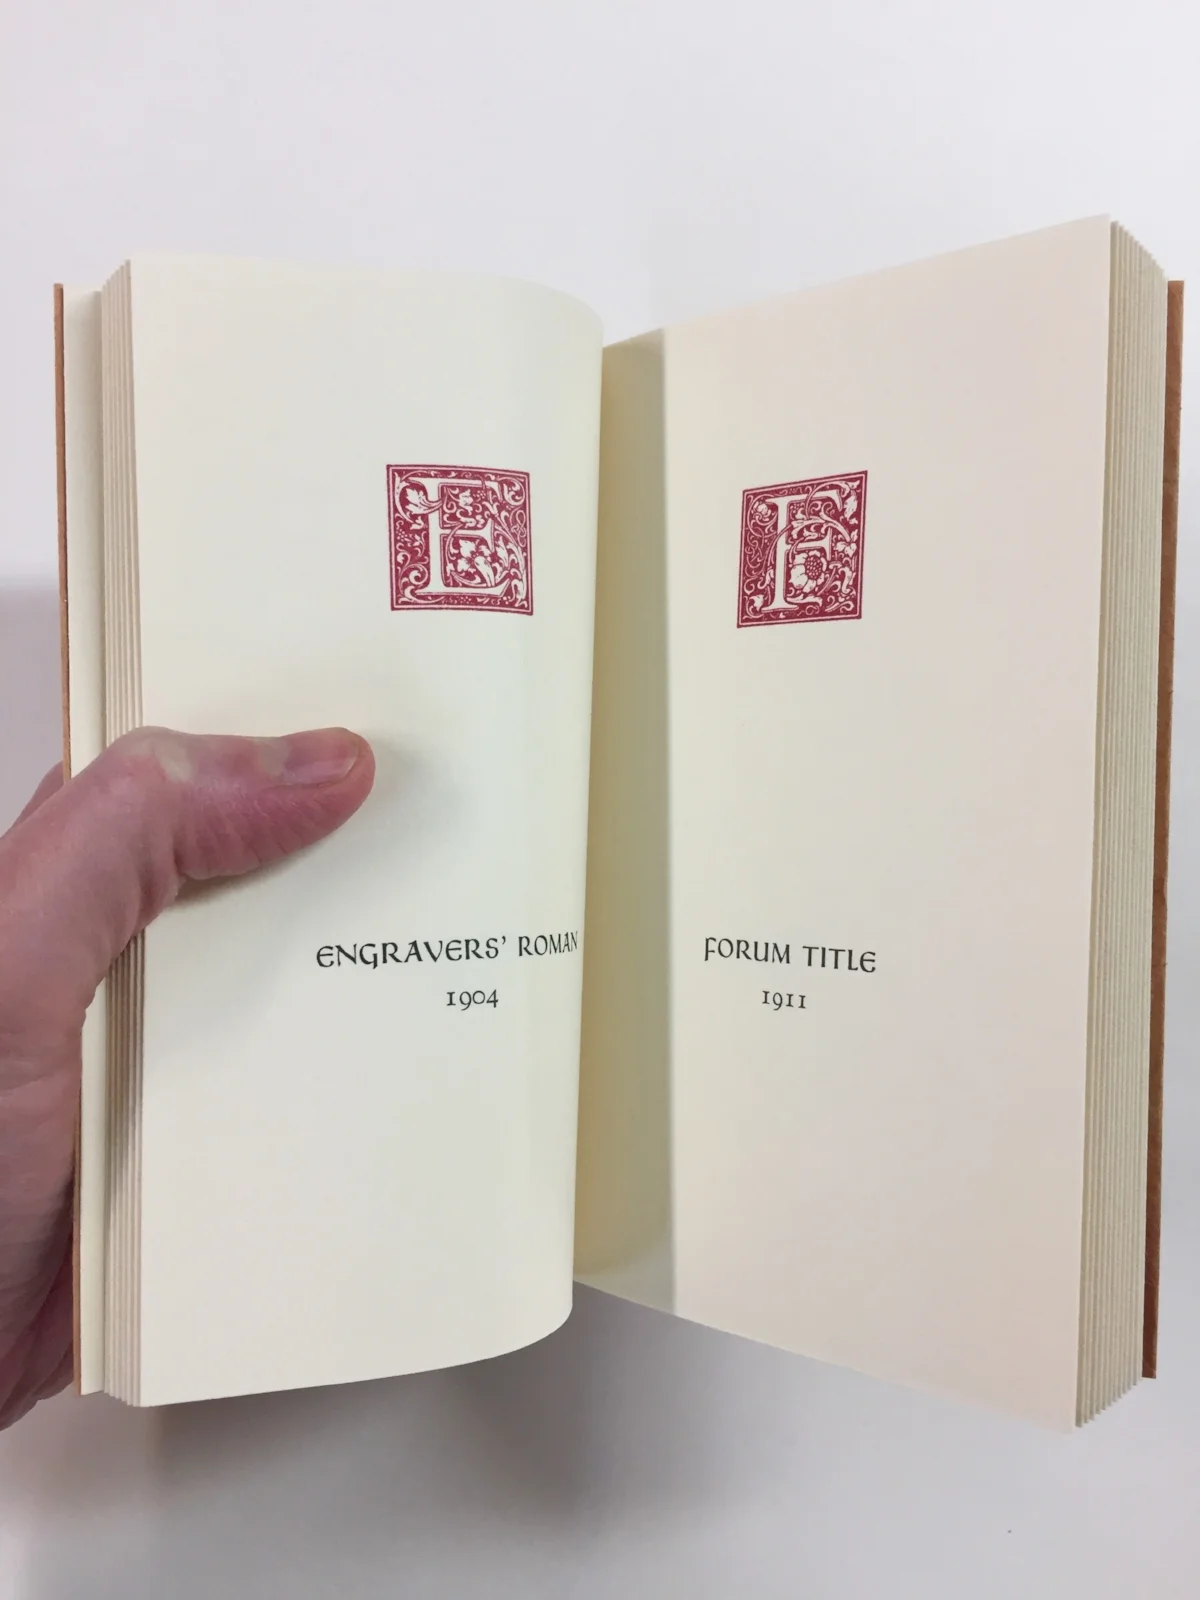 E
ENGRAVERS' ROMAN
1904
F
FORUM TITLE
1911